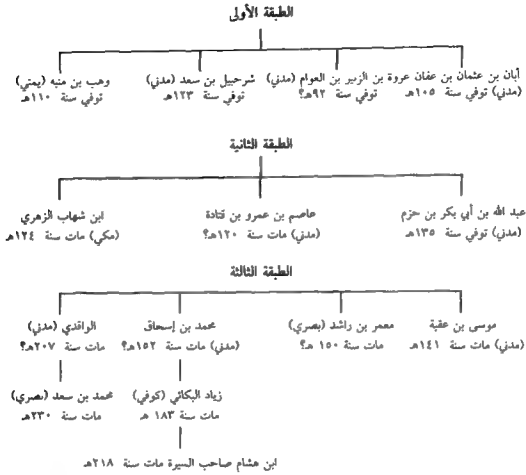 الطبقة الأولى
أبان بن عثمان بن عفان عروة بن الزبير بن العوام (مدني) شرحبيل بن سعد (مدني) وهب بن منبه (يمني)
(مدني) توفي سنة ١٠٥هـ توفي سنة ٩٢هـ؟ توفي سنة ١٢٣هـ توفي سنة ١١٠هـ
الطبقة الثانية
عبد الله بن أبي بكر بن حزم عاصم بن عمرو بن قتادة ابن شهاب الزهري
(مدني) توفي سنة ١٣٥هـ (مدني) مات سنة ١٢٠هـ؟ (مكي) مات سنة ١٢٤هـ
الطبقة الثالثة
موسى بن عقبة معمر بن راشد (بصري) محمد بن إسحاق الواقدي (مدني)
(مدني) مات سنة ١٤١هـ مات سنة ١٥٠ هـ؟ (مدني) مات سنة ١٥٢هـ؟ مات سنة ٢٠٧هـ؟
زياد البكائي (كوفي) محمد بن سعد (بصري)
مات سنة ١٨٣ هـ مات سنة ٢٣٠هـ
ابن هشام صاحب السيرة مات سنة ٢١٨هـ